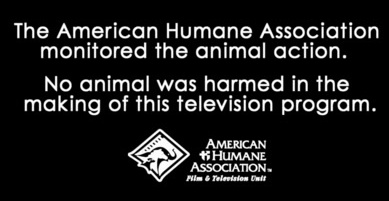 The American Humane Association
monitored the animal action.
No animal was harmed in the
making of this television program.
AMERICAN
HUMANE
ASSOCIATION™
Film & Television Unit